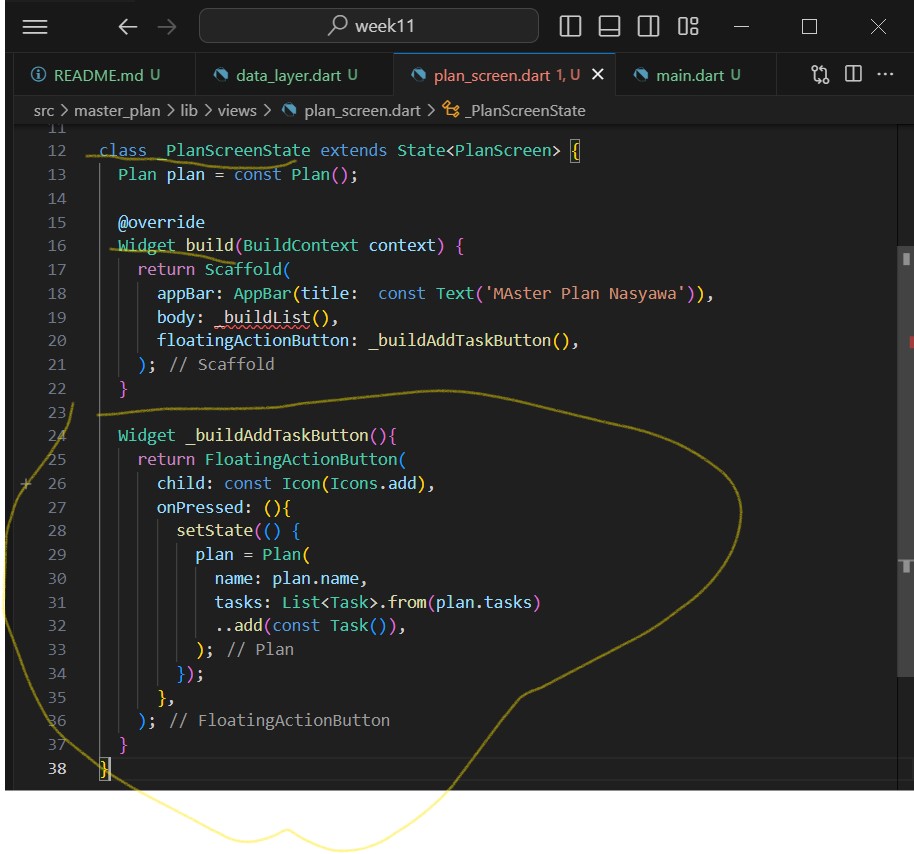 week11
README.md U
data_layer.dart U
plan_screen.dart 1, U
main.dart U
src > master_plan > lib > views > plan_screen.dart > _PlanScreenState
11
12 class _PlanScreenState extends State<PlanScreen> {
13 Plan plan = const Plan();
14
15 @override
16 Widget build(BuildContext context) {
17 return Scaffold(
18 appBar: AppBar(title:  const Text('MAster Plan Nasyawa')),
19 body: _buildList(),
20 floatingActionButton: _buildAddTaskButton(),
21 ); // Scaffold
22 }
23
24 Widget _buildAddTaskButton(){
25 return FloatingActionButton(
26 child: const Icon(Icons.add),
27 onPressed: (){
28 setState(() {
29 plan = Plan(
30 name: plan.name,
31 tasks: List<Task>.from(plan.tasks)
32 ..add(const Task()),
33 ); // Plan
34 });
35 },
36 ); // FloatingActionButton
37 }
38 }